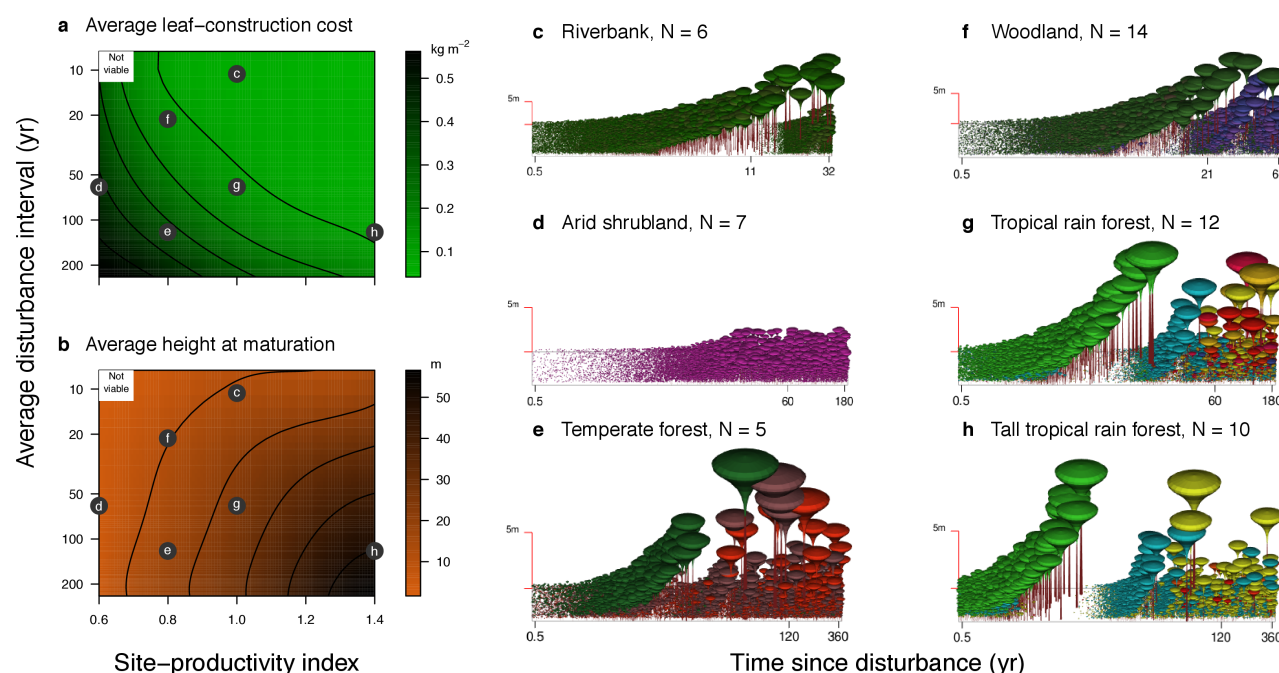 a Average leaf–construction cost
kg m⁻²
Not
viable
10
20
50
100
200
c
f
d
g
e
h
0.5
0.4
0.3
0.2
0.1
b Average height at maturation
m
Not
viable
10
20
50
100
200
c
f
d
g
e
h
50
40
30
20
10
0.6
0.8
1.0
1.2
1.4
Average disturbance interval (yr)
Site–productivity index
c Riverbank, N = 6
5m
0.5
11
32
f Woodland, N = 14
5m
0.5
21
d Arid shrubland, N = 7
5m
0.5
60
180
g Tropical rain forest, N = 12
5m
0.5
60
180
e Temperate forest, N = 5
5m
0.5
120
360
h Tall tropical rain forest, N = 10
5m
0.5
120
360
Time since disturbance (yr)